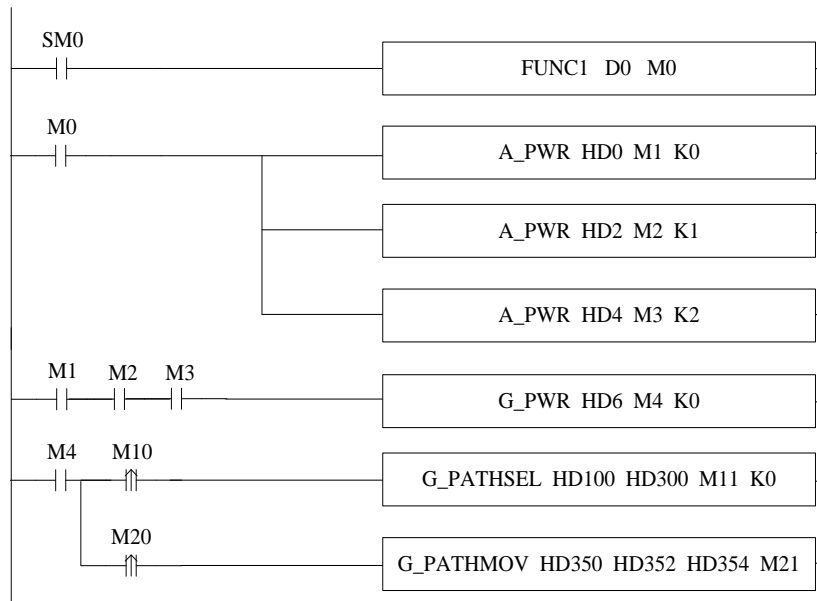 SM0
FUNC1 D0 M0
M0
A_PWR HD0 M1 K0
A_PWR HD2 M2 K1
A_PWR HD4 M3 K2
M1 M2 M3
G_PWR HD6 M4 K0
M4 M10
G_PATHSEL HD100 HD300 M11 K0
M20
G_PATHMOV HD350 HD352 HD354 M21